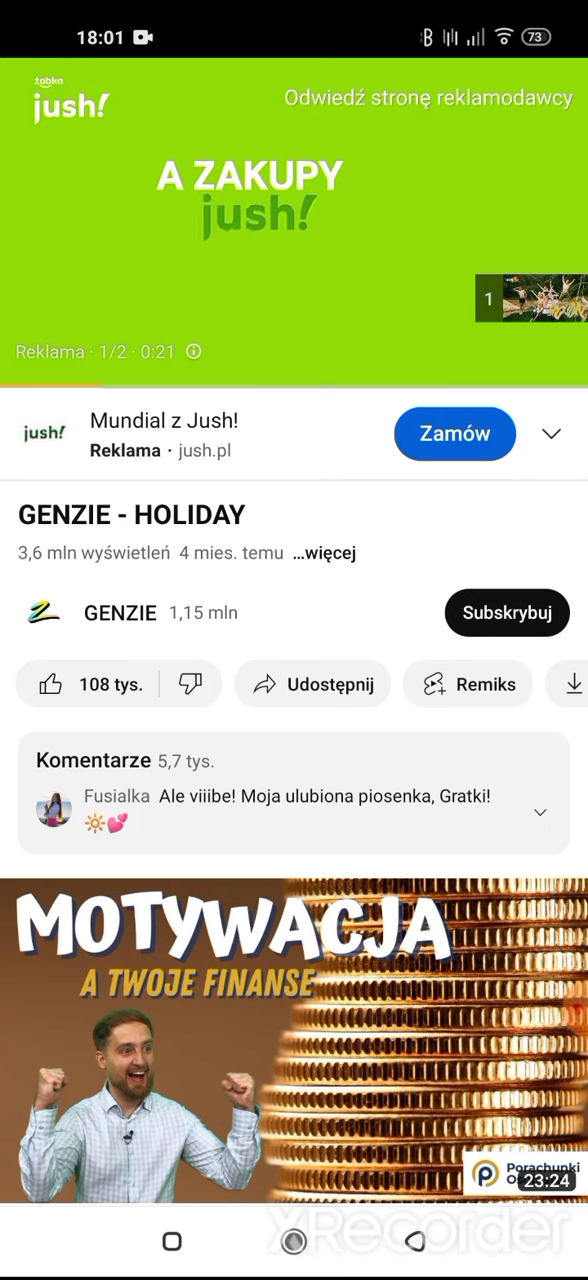 18:01
73
żabka
jush!
Odwiedź stronę reklamodawcy
A ZAKUPY
jush!
1
Reklama · 1/2 · 0:21
jush!
Mundial z Jush!
Zamów
Reklama · jush.pl
GENZIE - HOLIDAY
3,6 mln wyświetleń 4 mies. temu ...więcej
GENZIE 1,15 mln
Subskrybuj
108 tys.
Udostępnij
Remiks
Komentarze 5,7 tys.
Fusialka Ale viiibe! Moja ulubiona piosenka, Gratki!
🔆💕
MOTYWACJA
A TWOJE FINANSE
Porachunki
23:24
XRecorder